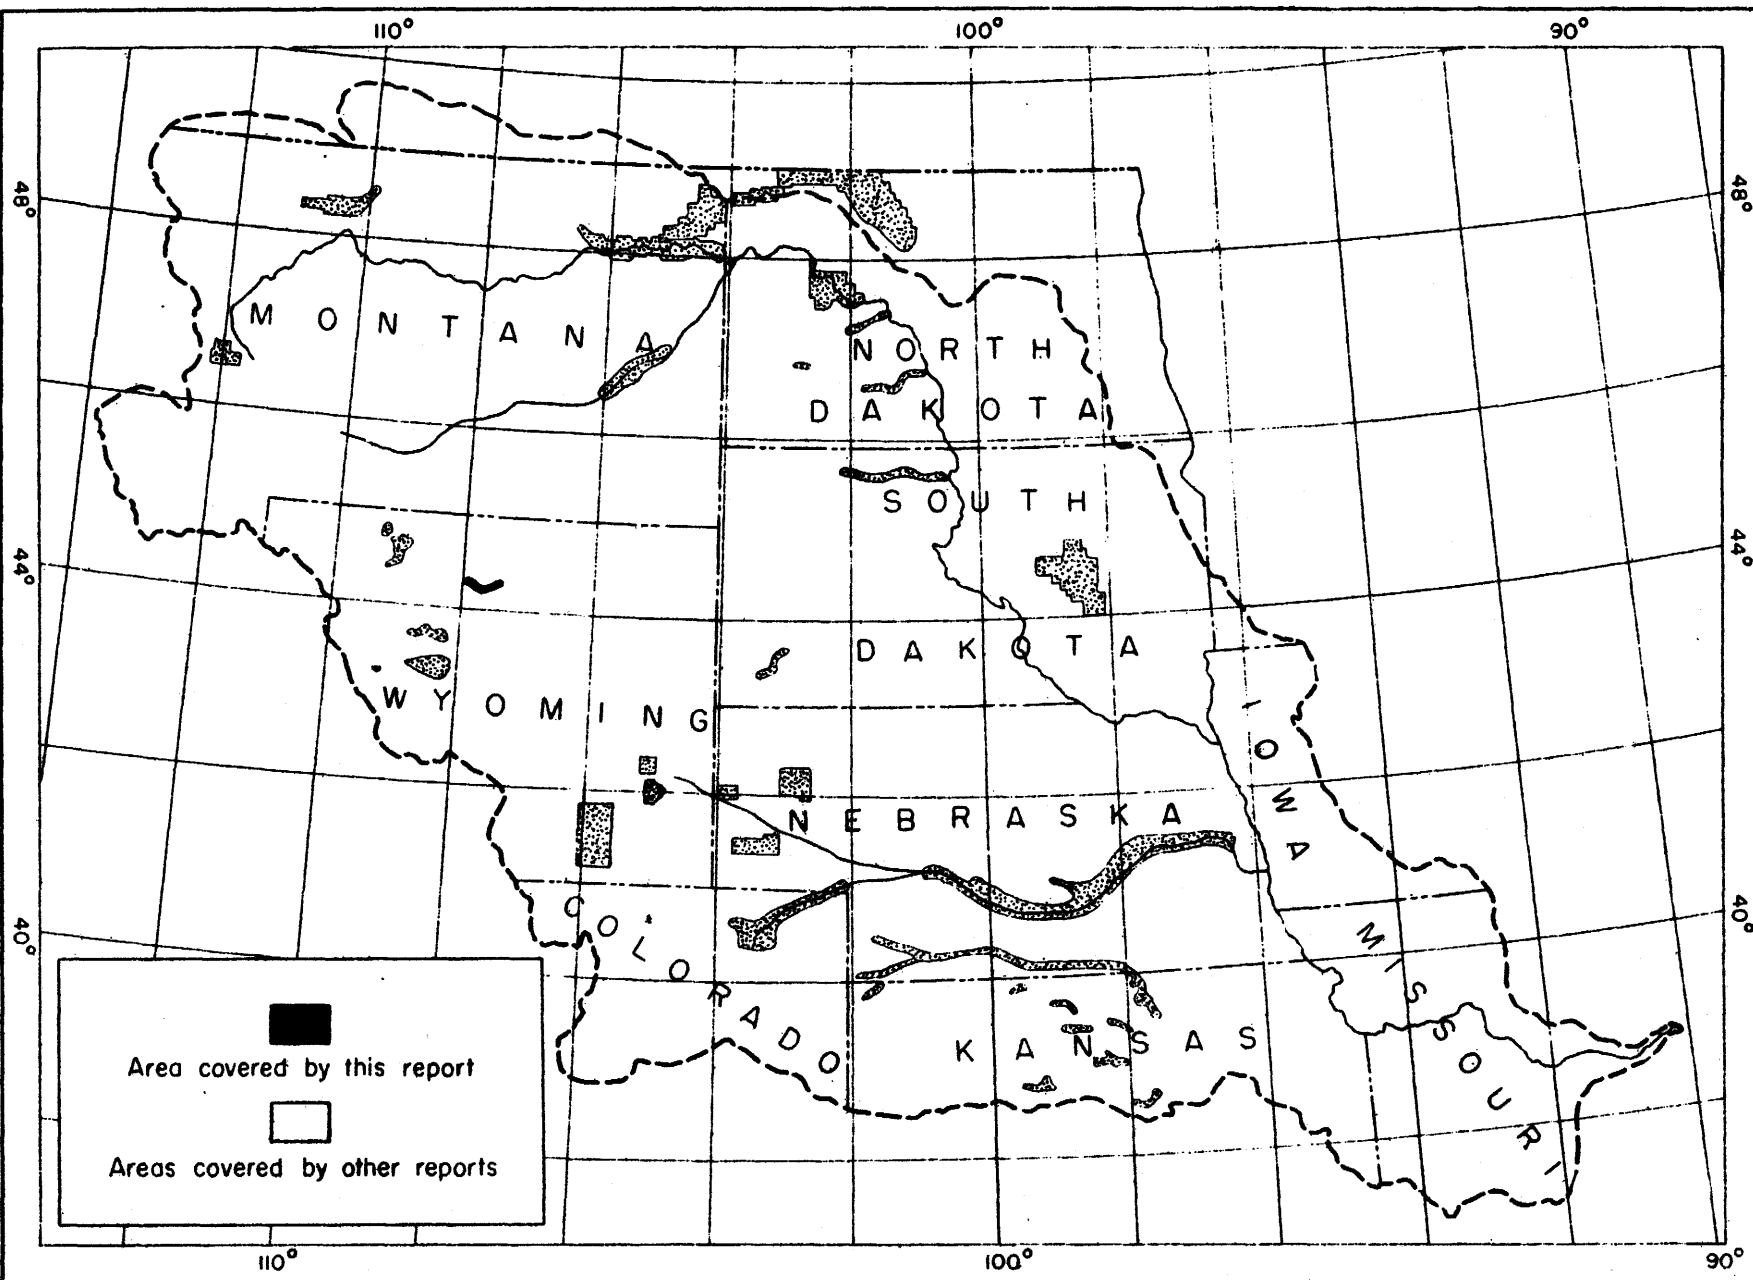 110° 100° 90°
48° 48°
MONTANA
NORTH
DAKOTA
SOUTH
44° 44°
DAKOTA
WYOMING
IOWA
NEBRASKA
COLORADO
40° 40°
MISSOURI
KANSAS
Area covered by this report
Areas covered by other reports
110° 100° 90°